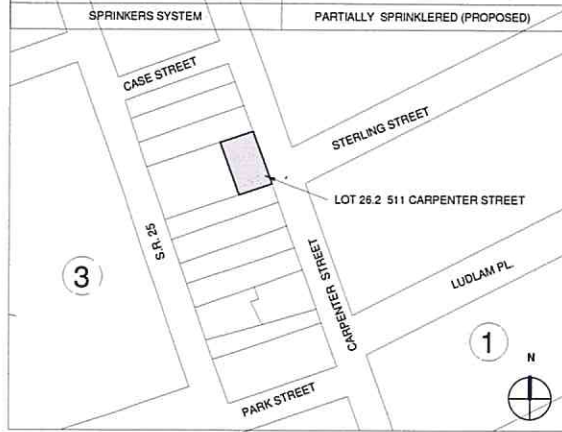 SPRINKERS SYSTEM
PARTIALLY SPRINKLERED (PROPOSED)
CASE STREET
STERLING STREET
LOT 26.2 511 CARPENTER STREET
S.R. 25
3
CARPENTER STREET
LUDLAM PL.
1
N
PARK STREET